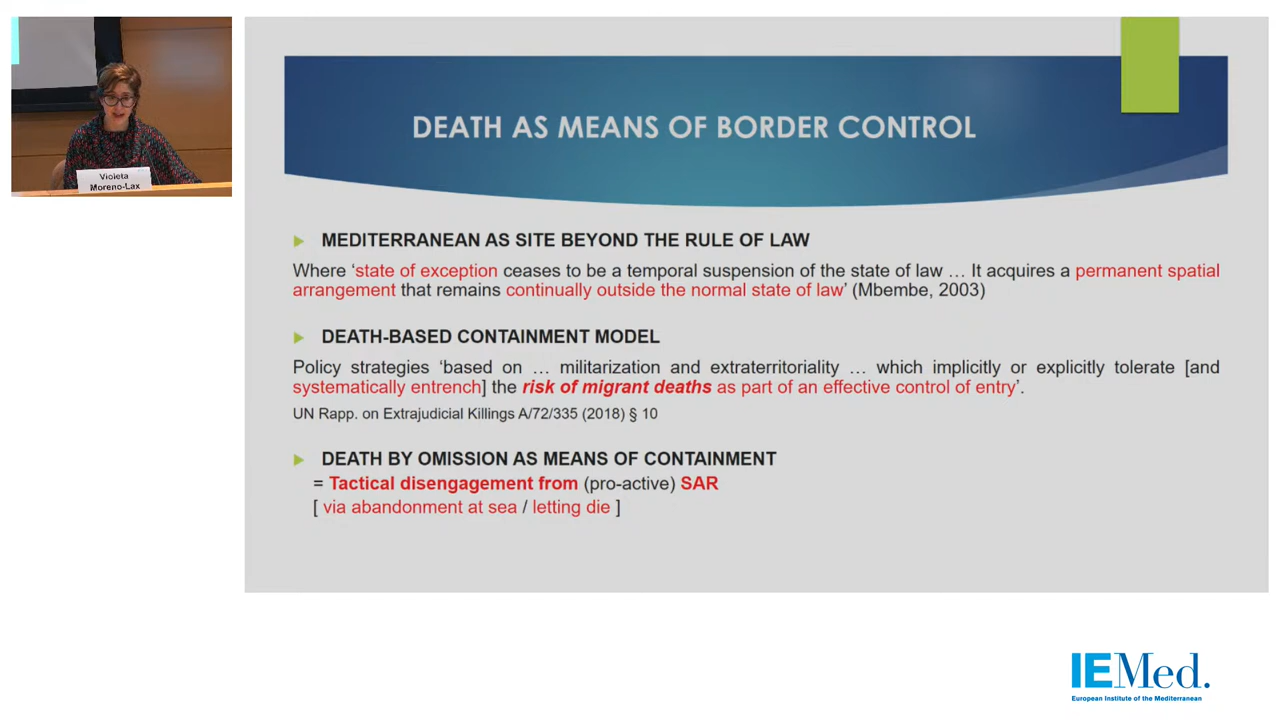 DEATH AS MEANS OF BORDER CONTROL
Violeta
Moreno-Lax
MEDITERRANEAN AS SITE BEYOND THE RULE OF LAW
Where ‘state of exception ceases to be a temporal suspension of the state of law … It acquires a permanent spatial
arrangement that remains continually outside the normal state of law’ (Mbembe, 2003)
DEATH-BASED CONTAINMENT MODEL
Policy strategies ‘based on … militarization and extraterritoriality … which implicitly or explicitly tolerate [and
systematically entrench] the risk of migrant deaths as part of an effective control of entry’.
UN Rapp. on Extrajudicial Killings A/72/335 (2018) § 10
DEATH BY OMISSION AS MEANS OF CONTAINMENT
= Tactical disengagement from (pro-active) SAR
[ via abandonment at sea / letting die ]
IEMed.
European Institute of the Mediterranean